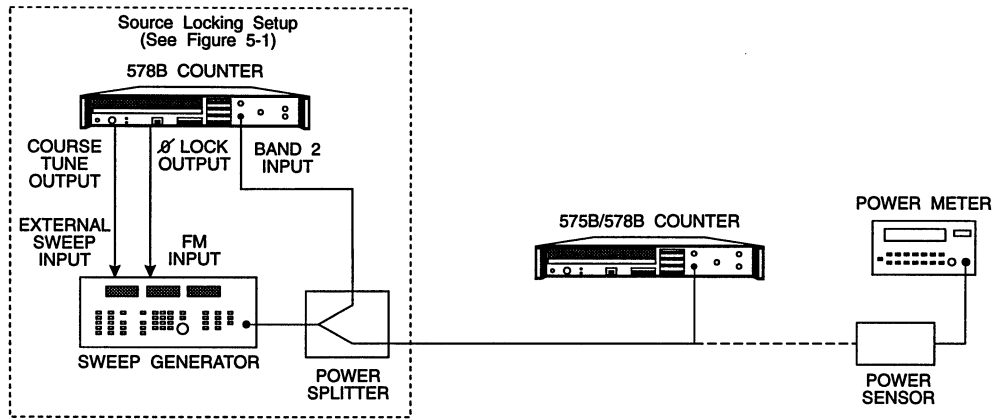 Source Locking Setup
(See Figure 5-1)
578B COUNTER
COURSE
TUNE
OUTPUT
Ø LOCK
OUTPUT
BAND 2
INPUT
EXTERNAL
SWEEP
INPUT
FM
INPUT
SWEEP GENERATOR
POWER
SPLITTER
575B/578B COUNTER
POWER METER
POWER
SENSOR